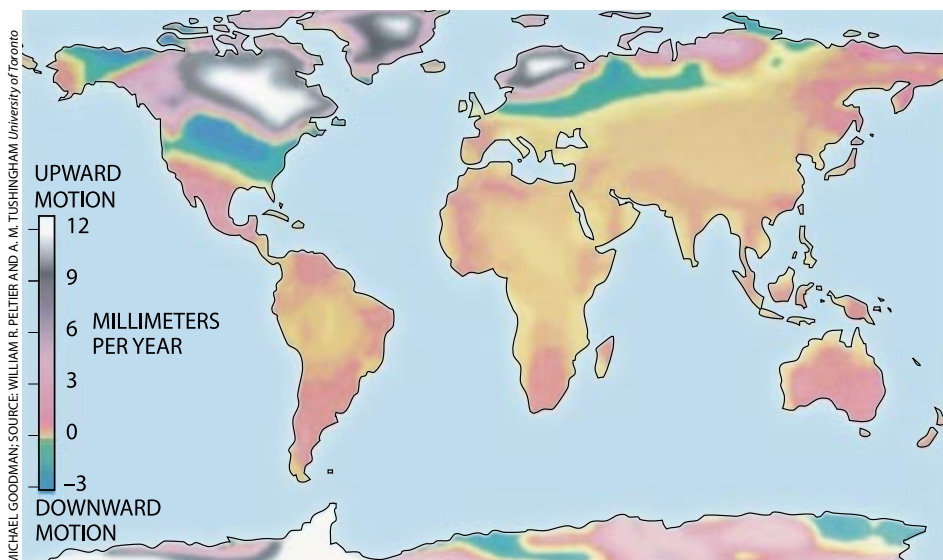 MICHAEL GOODMAN; SOURCE: WILLIAM R. PELTIER AND A. M. TUSHINGHAM University of Toronto
UPWARD
MOTION
12
9
6
3
0
–3
MILLIMETERS
PER YEAR
DOWNWARD
MOTION